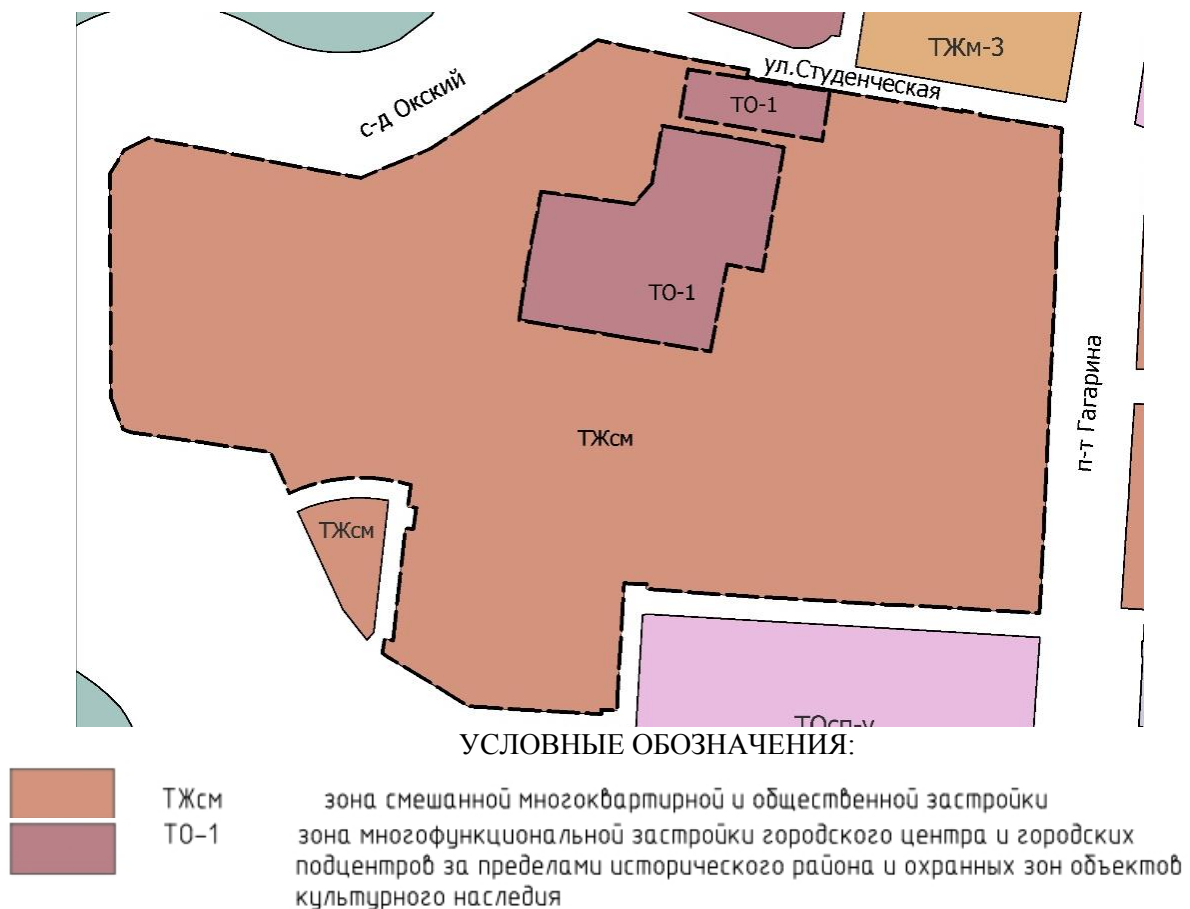 ТЖм-3
ул.Студенческая
с-д Окский
ТО-1
ТО-1
п-т Гагарина
ТЖсм
ТЖсм
ТОсп-у
УСЛОВНЫЕ ОБОЗНАЧЕНИЯ:
ТЖсм зона смешанной многоквартирной и общественной застройки
ТО-1 зона многофункциональной застройки городского центра и городских
подцентров за пределами исторического района и охранных зон объектов
культурного наследия